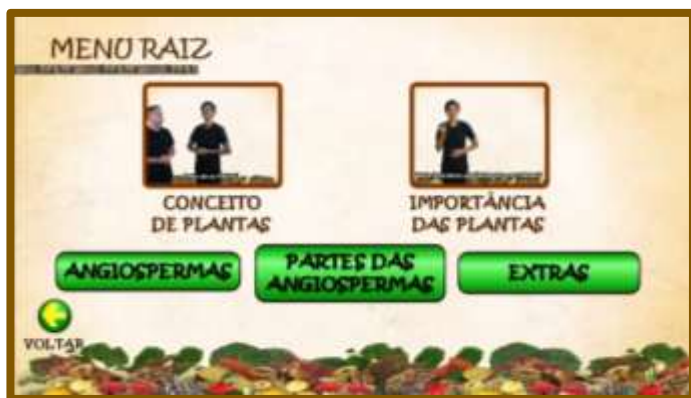 MENU RAIZ
CONCEITO
DE PLANTAS
IMPORTÂNCIA
DAS PLANTAS
ANGIOSPERMAS
PARTES DAS
ANGIOSPERMAS
EXTRAS
VOLTAR